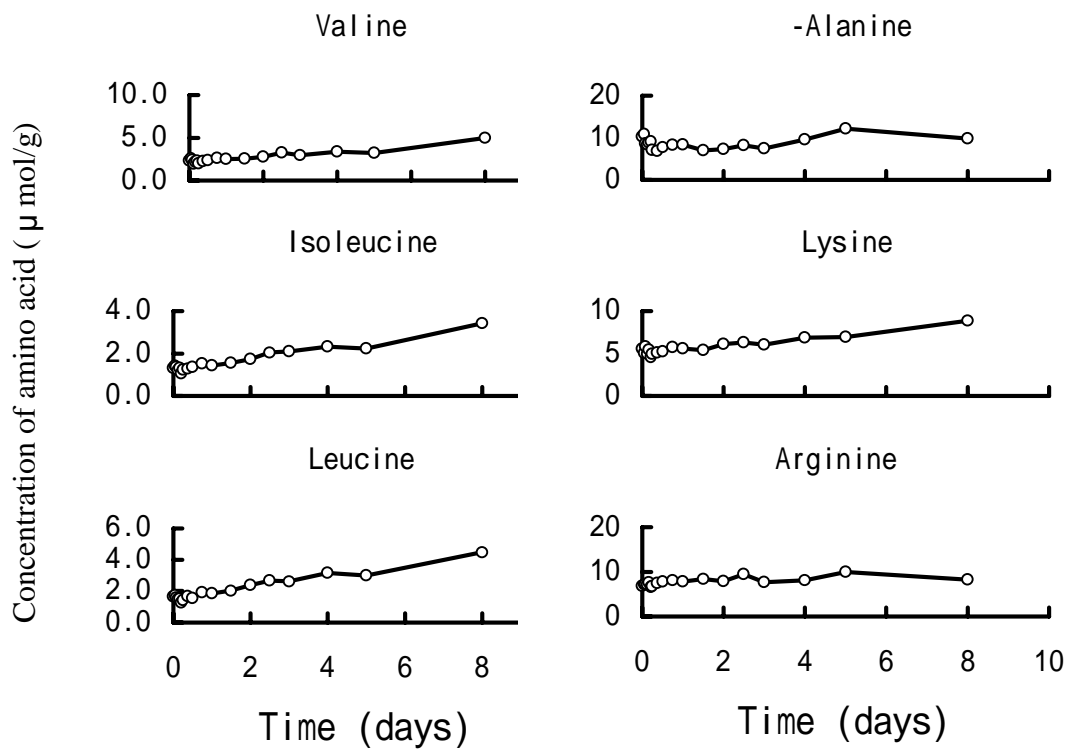 Concentration of amino acid ( μ mol/g)
Valine
10.0
5.0
0.0
-Alanine
20
10
0
Isoleucine
4.0
2.0
0.0
Lysine
10
5
0
Leucine
6.0
4.0
2.0
0.0
0 2 4 6 8
Time (days)
Arginine
20
10
0
0 2 4 6 8 10
Time (days)